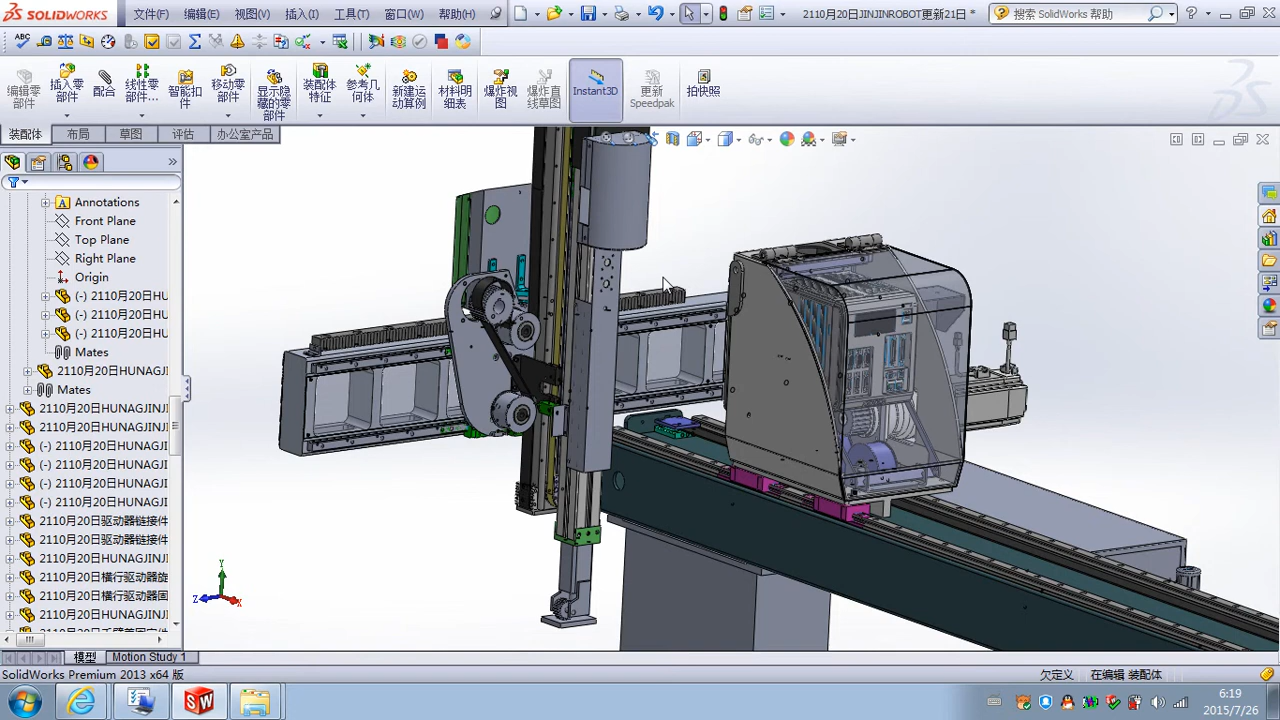 SOLIDWORKS 文件(F) 编辑(E) 视图(V) 插入(I) 工具(T) 窗口(W) 帮助(H) 2110月20日JINJINROBOT更新21日 * 搜索 SolidWorks 帮助
编辑零部件 插入零部件 配合 线性零部件... 智能扣件 移动零部件 显示隐藏的零部件 装配体特征 参考几何体 新建运动算例 材料明细表 爆炸视图 爆炸直线草图 Instant3D 更新 Speedpak 拍快照
装配体 布局 草图 评估 办公室产品
Annotations
Front Plane
Top Plane
Right Plane
Origin
(-) 2110月20日HU
(-) 2110月20日HU
(-) 2110月20日HU
Mates
2110月20日HUNAGJI
Mates
2110月20日HUNAGJINJI
2110月20日HUNAGJINJI
(-) 2110月20日HUNAGJ
(-) 2110月20日HUNAGJ
(-) 2110月20日HUNAGJ
(-) 2110月20日HUNAGJ
2110月20日驱动器链接件
2110月20日驱动器链接件
2110月20日HUNAGJINJI
2110月20日横行驱动器旋
2110月20日横行驱动器固
2110月20日HUNAGJINJI
Y
Z
X
模型 Motion Study 1
SolidWorks Premium 2013 x64 版 欠定义 在编辑 装配体
6:19
2015/7/26